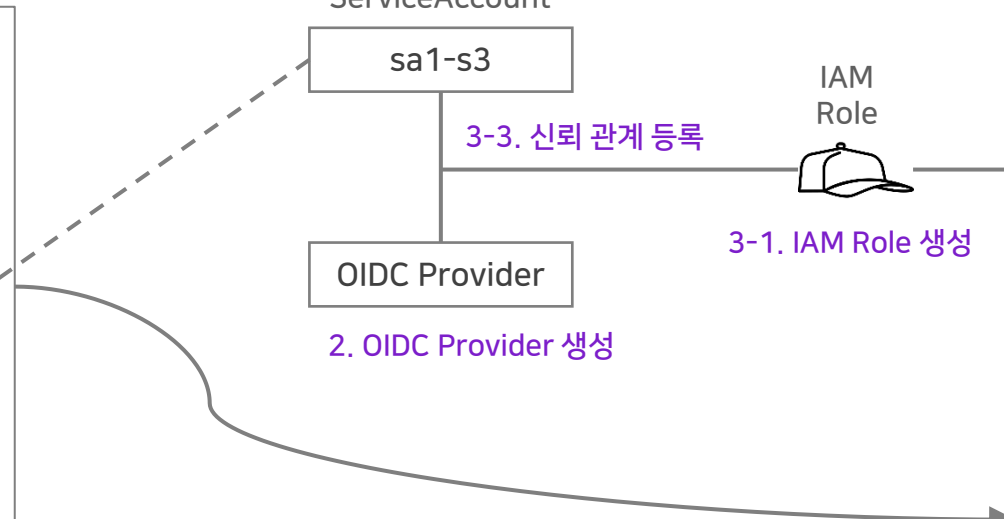 ServiceAccount
sa1-s3
IAM
Role
3-3. 신뢰 관계 등록
3-1. IAM Role 생성
OIDC Provider
2. OIDC Provider 생성